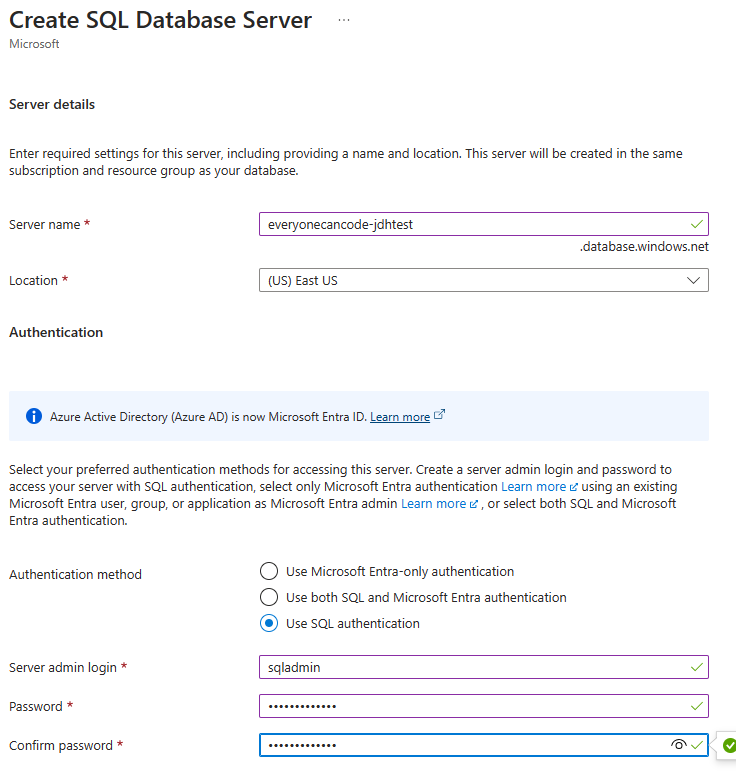 Create SQL Database Server ...
Microsoft
Server details
Enter required settings for this server, including providing a name and location. This server will be created in the same
subscription and resource group as your database.
Server name *
everyonecancode-jdhtest
.database.windows.net
Location *
(US) East US
Authentication
Azure Active Directory (Azure AD) is now Microsoft Entra ID. Learn more
Select your preferred authentication methods for accessing this server. Create a server admin login and password to
access your server with SQL authentication, select only Microsoft Entra authentication Learn more using an existing
Microsoft Entra user, group, or application as Microsoft Entra admin Learn more , or select both SQL and Microsoft
Entra authentication.
Authentication method
Use Microsoft Entra-only authentication
Use both SQL and Microsoft Entra authentication
Use SQL authentication
Server admin login *
sqladmin
Password *
•••••••••••••
Confirm password *
•••••••••••••